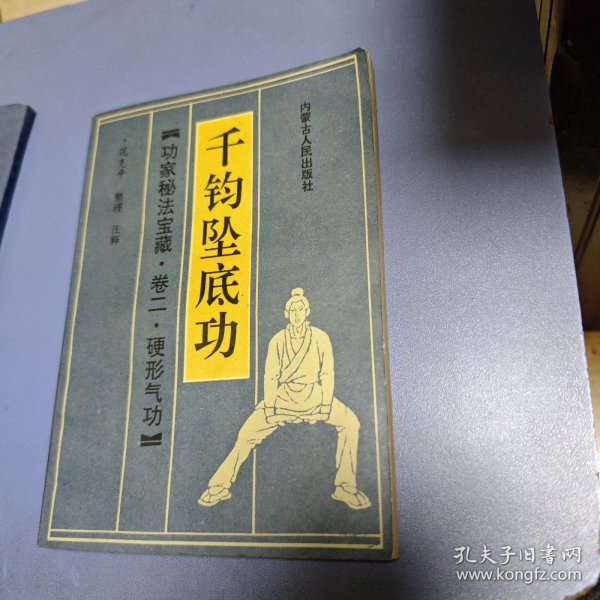 内蒙古人民出版社
千钧坠底功
【功家秘法宝藏·卷二·硬形气功】
整理 注释
孔夫子旧书网
www.kongfz.com